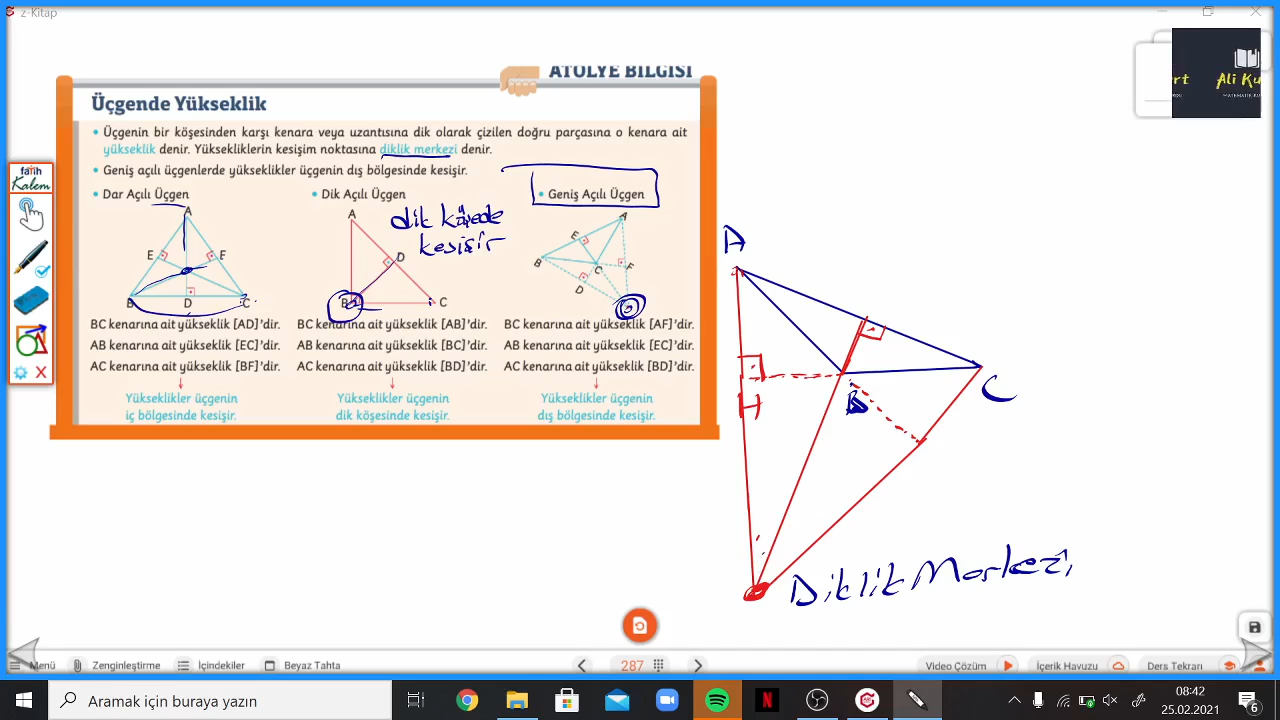 z-Kitap
ATÖLYE BİLGİSİ
Ali Ku
Üçgende Yükseklik
• Üçgenin bir köşesinden karşı kenara veya uzantısına dik olarak çizilen doğru parçasına o kenara ait
yükseklik denir. Yüksekliklerin kesişim noktasına diklik merkezi denir.
• Geniş açılı üçgenlerde yükseklikler üçgenin dış bölgesinde kesişir.
fatih
Kalem
• Dar Açılı Üçgen
• Dik Açılı Üçgen
• Geniş Açılı Üçgen
A
E
F
B
D
C
A
D
B
C
dik köşede
kesişir
A
E
B
C
F
D
BC kenarına ait yükseklik [AD]'dir.
AB kenarına ait yükseklik [EC]'dir.
AC kenarına ait yükseklik [BF]'dir.
Yükseklikler üçgenin
iç bölgesinde kesişir.
BC kenarına ait yükseklik [AB]'dir.
AB kenarına ait yükseklik [BC]'dir.
AC kenarına ait yükseklik [BD]'dir.
Yükseklikler üçgenin
dik köşesinde kesişir.
BC kenarına ait yükseklik [AF]'dir.
AB kenarına ait yükseklik [EC]'dir.
AC kenarına ait yükseklik [BD]'dir.
Yükseklikler üçgenin
dış bölgesinde kesişir.
A
B
C
Diklik Merkezi
Menü
Zenginleştirme
İçindekiler
Beyaz Tahta
287
Video Çözüm
İçerik Havuzu
Ders Tekrarı
Aramak için buraya yazın
08:42
25.02.2021
6